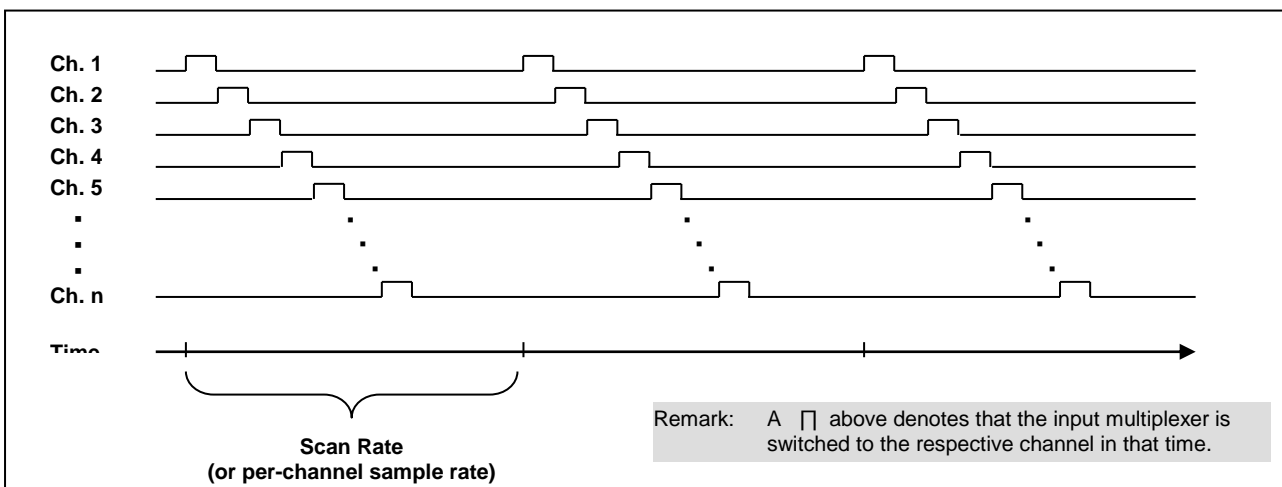 Ch. 1
Ch. 2
Ch. 3
Ch. 4
Ch. 5
Ch. n
Time
Scan Rate
(or per-channel sample rate)
Remark: A ∏ above denotes that the input multiplexer is
switched to the respective channel in that time.